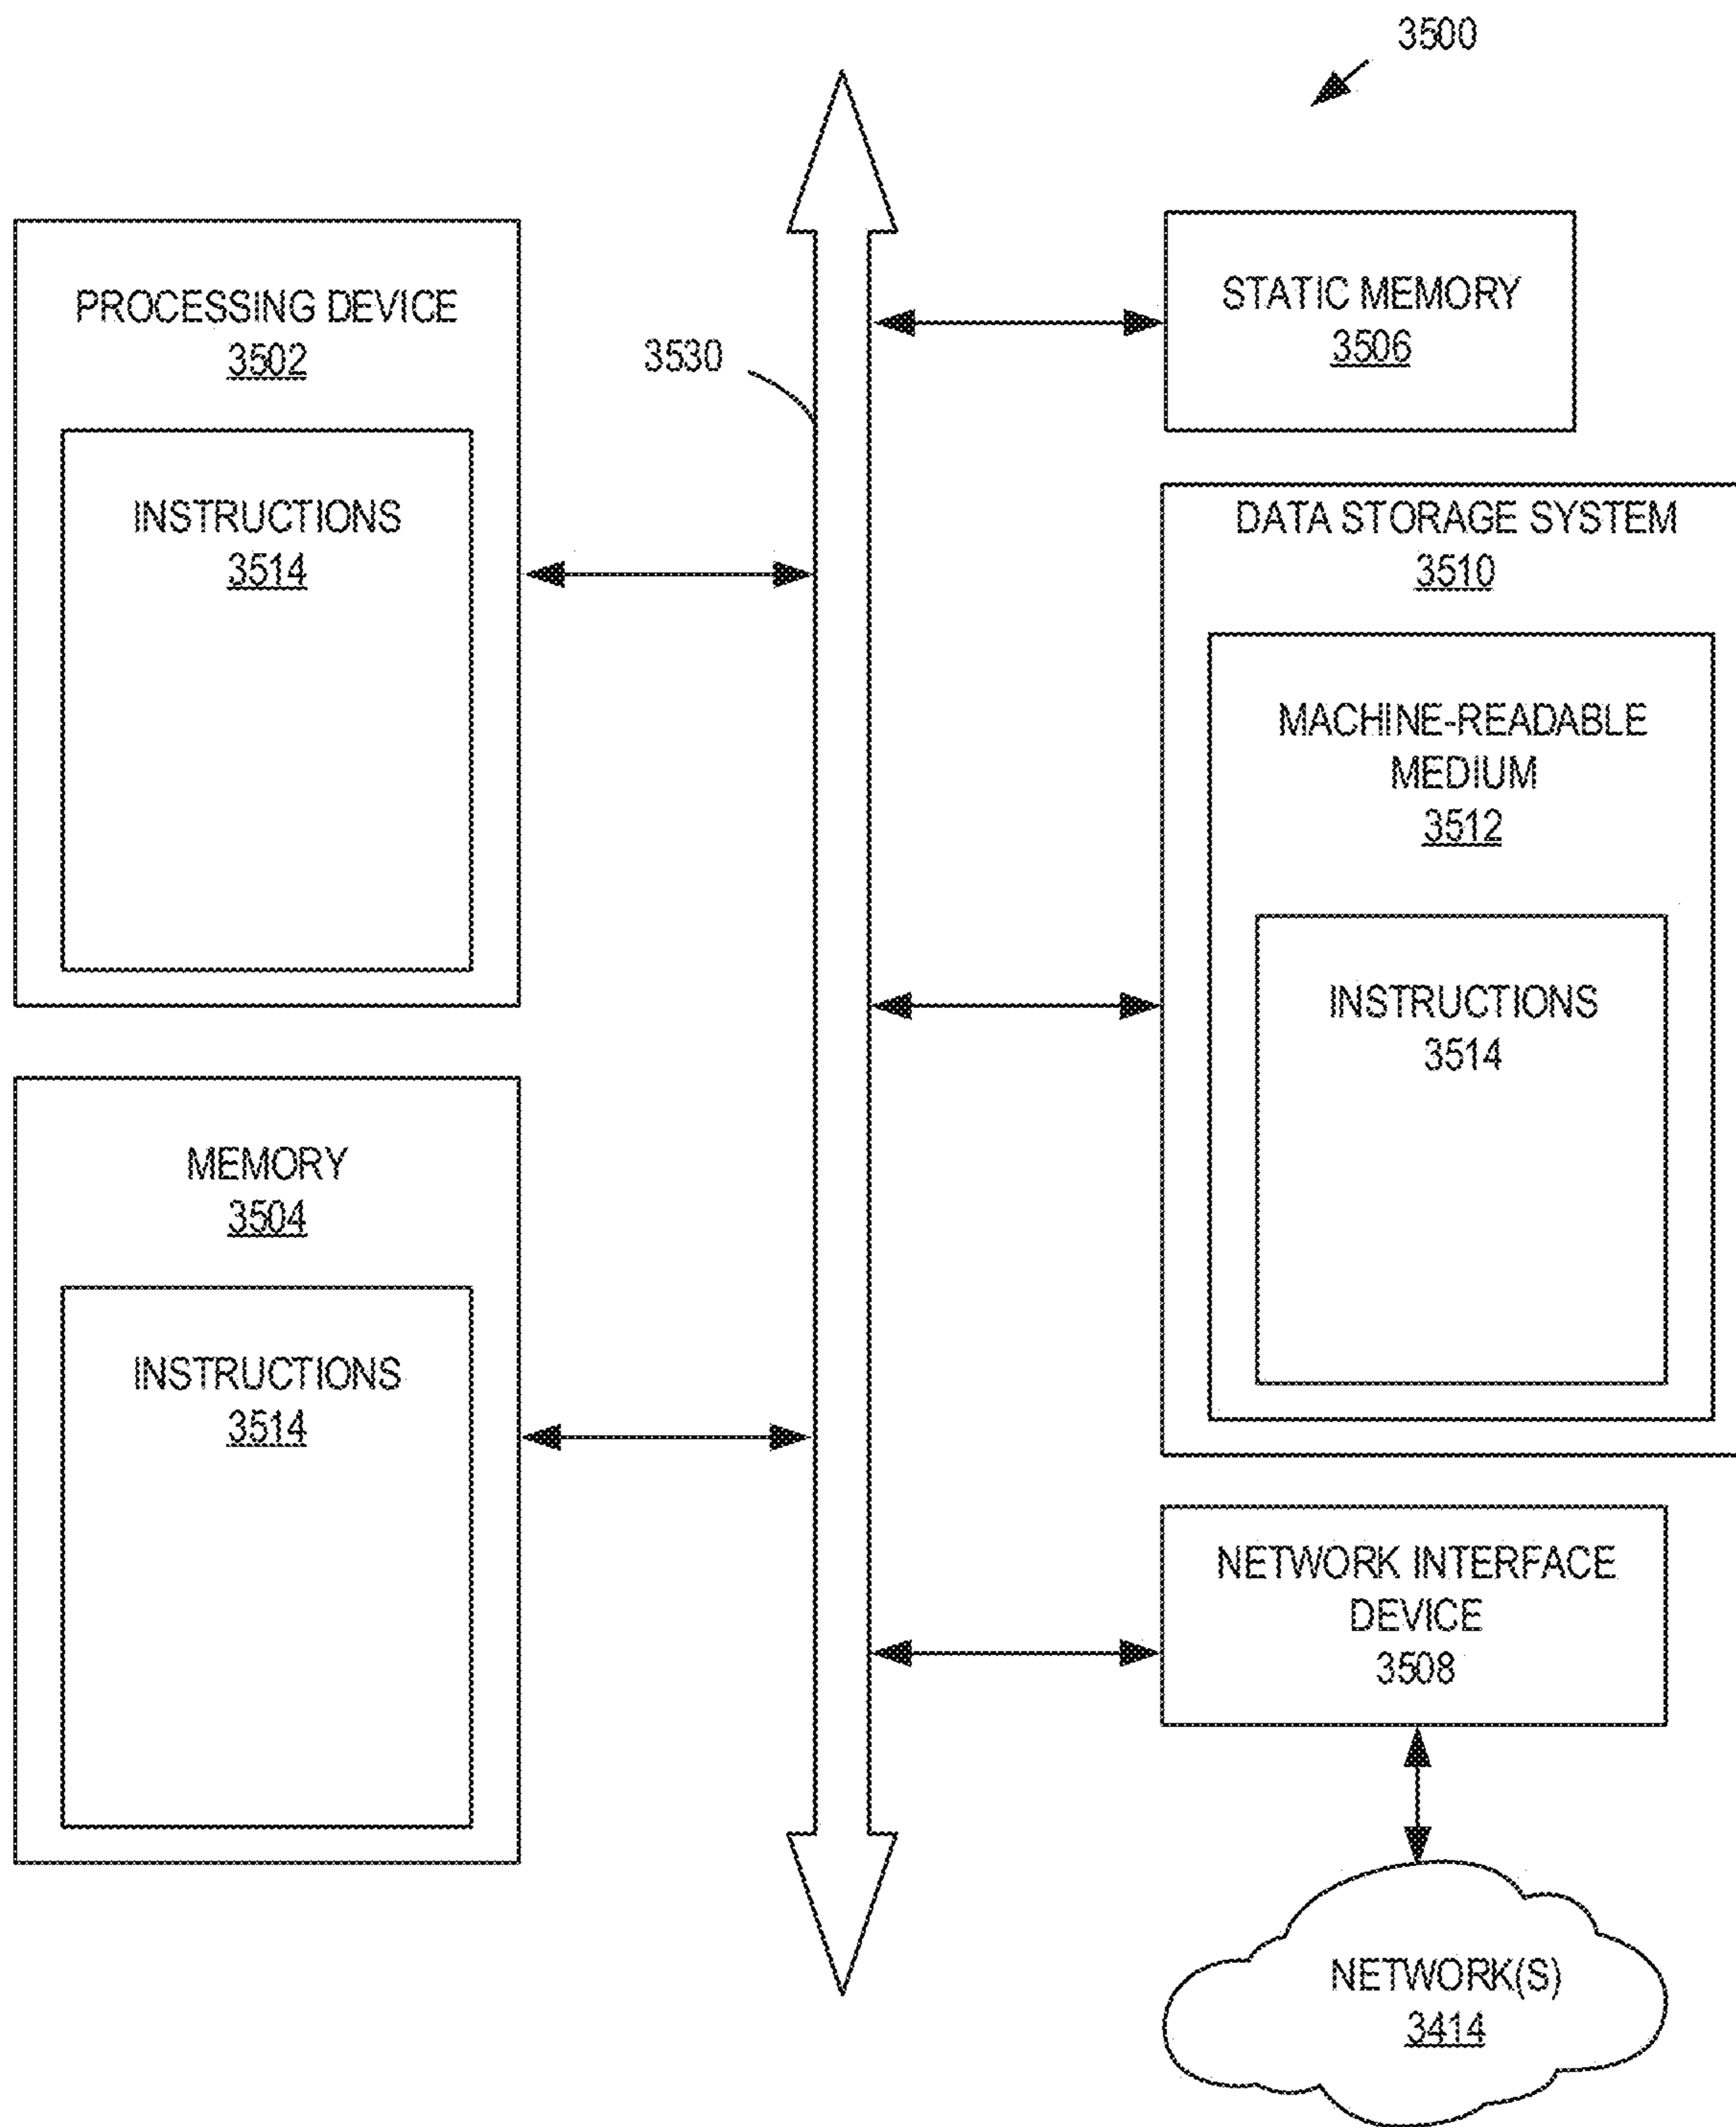 3500
PROCESSING DEVICE
3502
INSTRUCTIONS
3514
MEMORY
3504
INSTRUCTIONS
3514
3530
STATIC MEMORY
3506
DATA STORAGE SYSTEM
3510
MACHINE-READABLE
MEDIUM
3512
INSTRUCTIONS
3514
NETWORK INTERFACE
DEVICE
3508
NETWORK(S)
3414